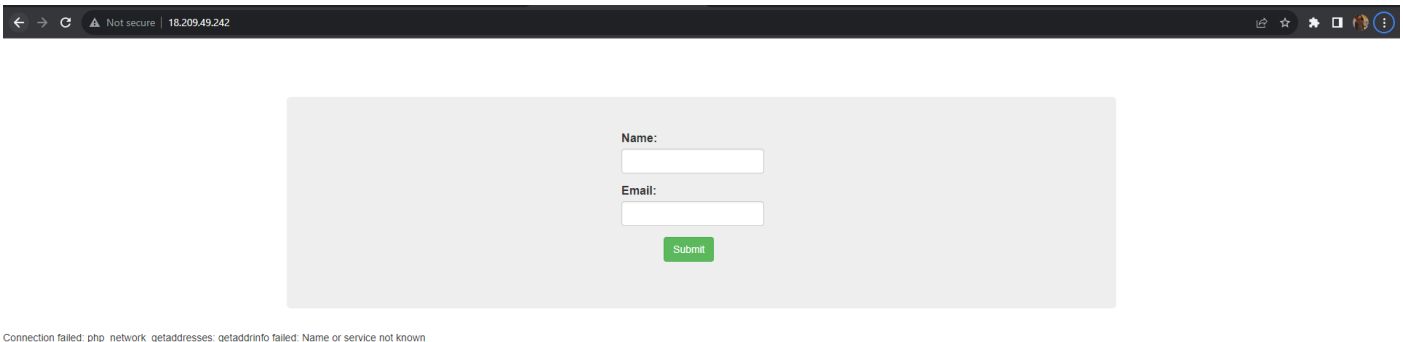 Not secure | 18.209.49.242
Name:
Email:
Submit
Connection failed: php_network_getaddresses: getaddrinfo failed: Name or service not known